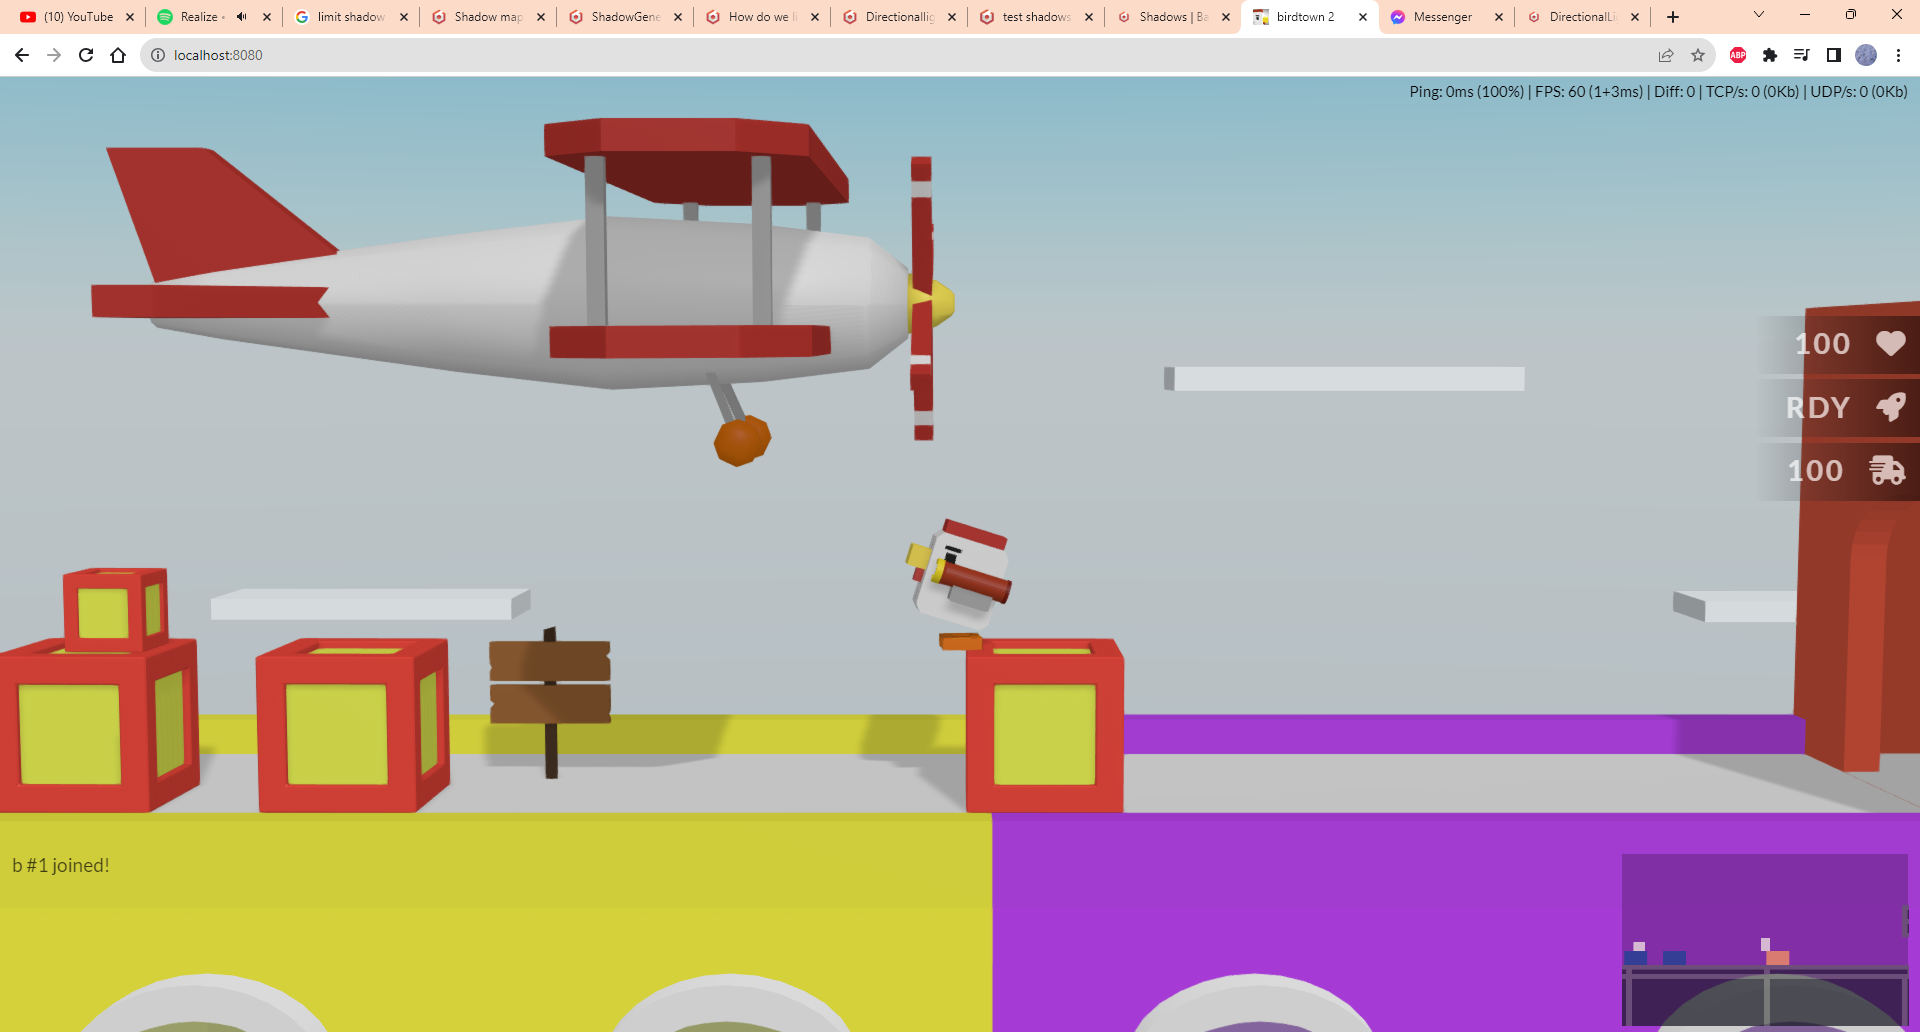 (10) YouTube
Realize -
limit shadow
Shadow map
ShadowGene
How do we li
Directionallig
test shadows
Shadows | Ba
birdtown 2
Messenger
DirectionalLi
localhost:8080
ABP
Ping: 0ms (100%) | FPS: 60 (1+3ms) | Diff: 0 | TCP/s: 0 (0Kb) | UDP/s: 0 (0Kb)
100
RDY
100
b #1 joined!